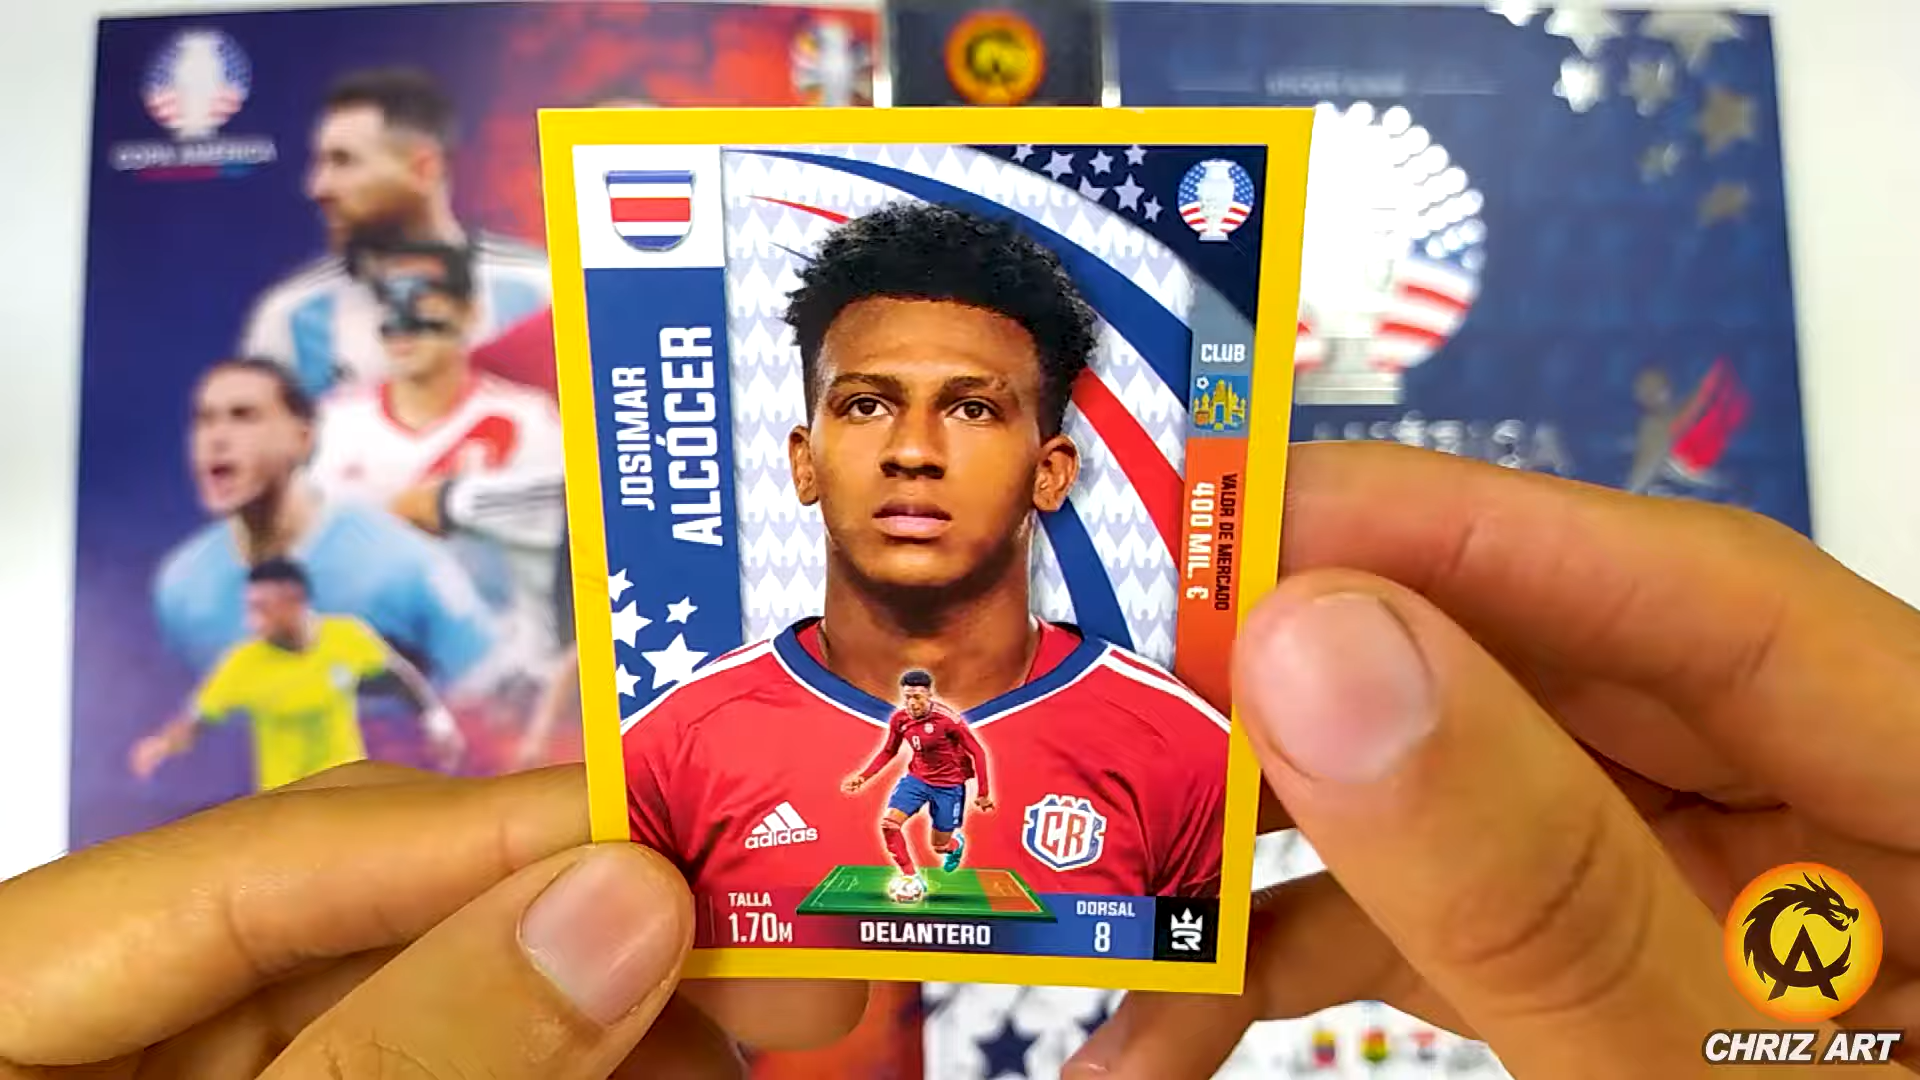 COPA AMÉRICA
JOSIMAR
ALCÓCER
CLUB
VALOR DE MERCADO
400 MIL €
adidas
8
CR
TALLA
1.70M
DELANTERO
DORSAL
8
CHRIZ ART